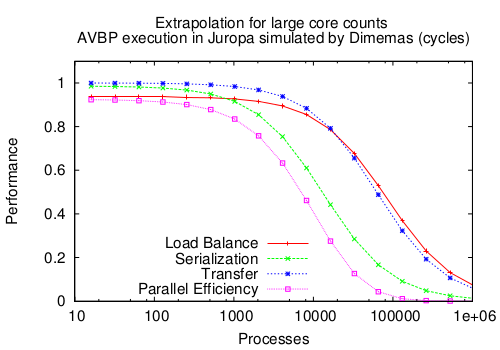 Extrapolation for large core counts
AVBP execution in Juropa simulated by Dimemas (cycles)
1
0.8
0.6
0.4
0.2
0
Performance
Load Balance
Serialization
Transfer
Parallel Efficiency
10 100 1000 10000 100000 1e+06
Processes